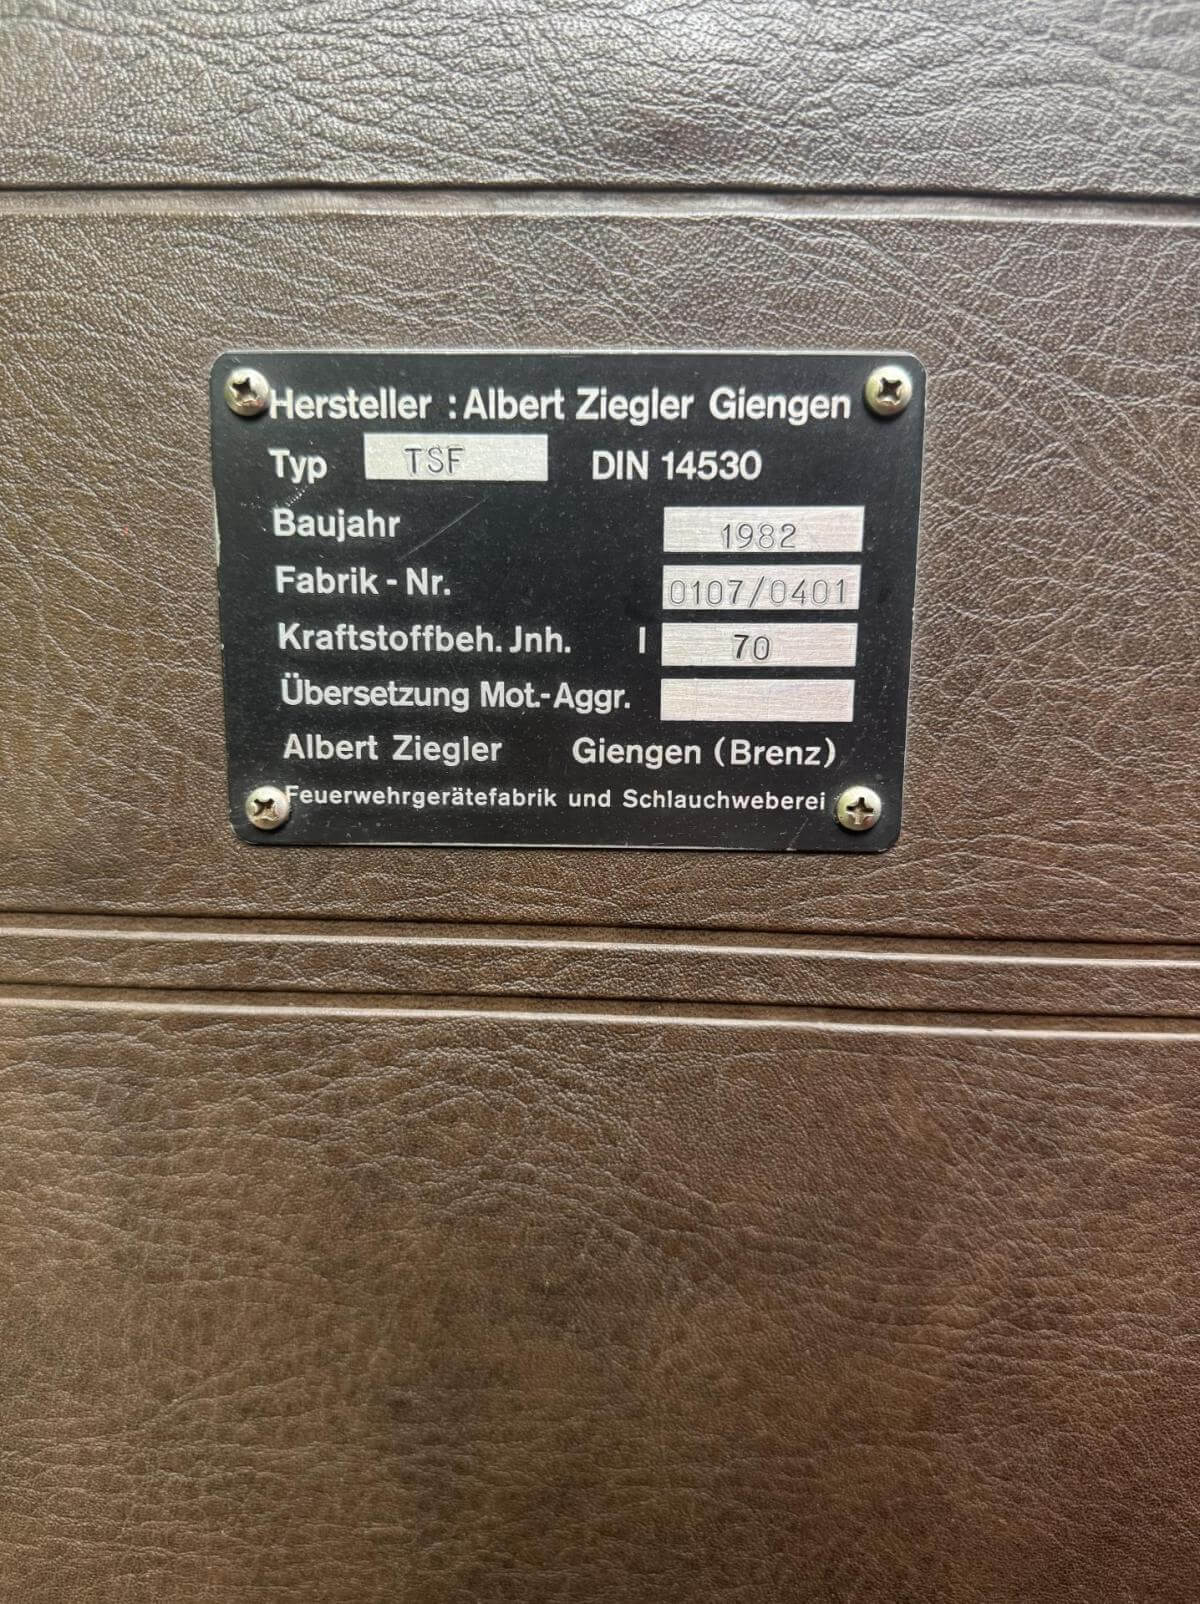 Hersteller : Albert Ziegler Giengen
Typ TSF DIN 14530
Baujahr 1982
Fabrik - Nr. 0107/0401
Kraftstoffbeh. Jnh. l 70
Übersetzung Mot.-Aggr.
Albert Ziegler Giengen (Brenz)
Feuerwehrgerätefabrik und Schlauchweberei